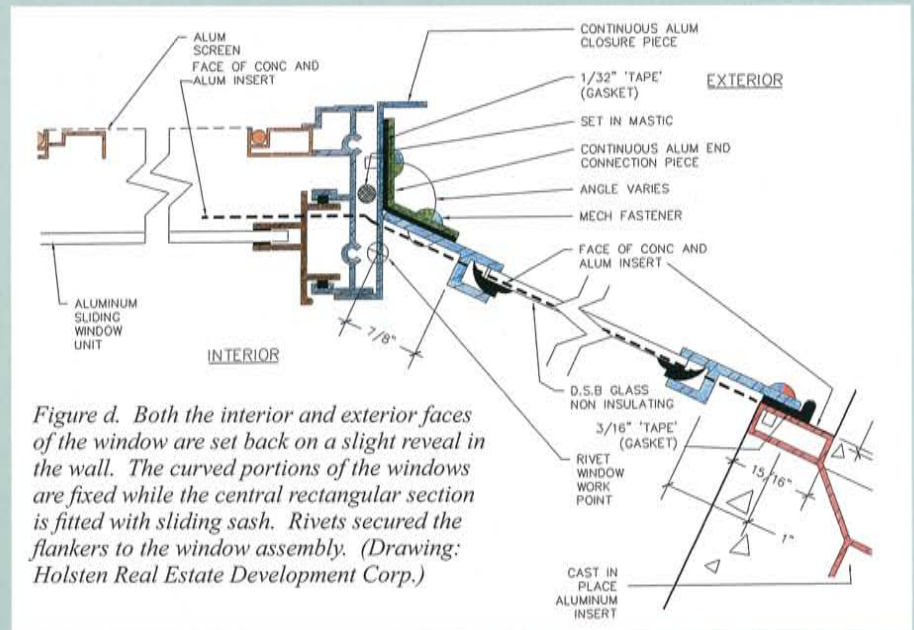 ALUM
SCREEN
FACE OF CONC AND
ALUM INSERT
CONTINUOUS ALUM
CLOSURE PIECE
1/32" 'TAPE'
(GASKET)
EXTERIOR
SET IN MASTIC
CONTINUOUS ALUM END
CONNECTION PIECE
ANGLE VARIES
MECH FASTENER
FACE OF CONC AND
ALUM INSERT
ALUMINUM
SLIDING
WINDOW
UNIT
INTERIOR
7/8"
D.S.B GLASS
NON INSULATING
3/16" 'TAPE'
(GASKET)
RIVET
WINDOW
WORK
POINT
15/16"
1"
CAST IN
PLACE
ALUMINUM
INSERT
Figure d. Both the interior and exterior faces
of the window are set back on a slight reveal in
the wall. The curved portions of the windows
are fixed while the central rectangular section
is fitted with sliding sash. Rivets secured the
flankers to the window assembly. (Drawing:
Holsten Real Estate Development Corp.)